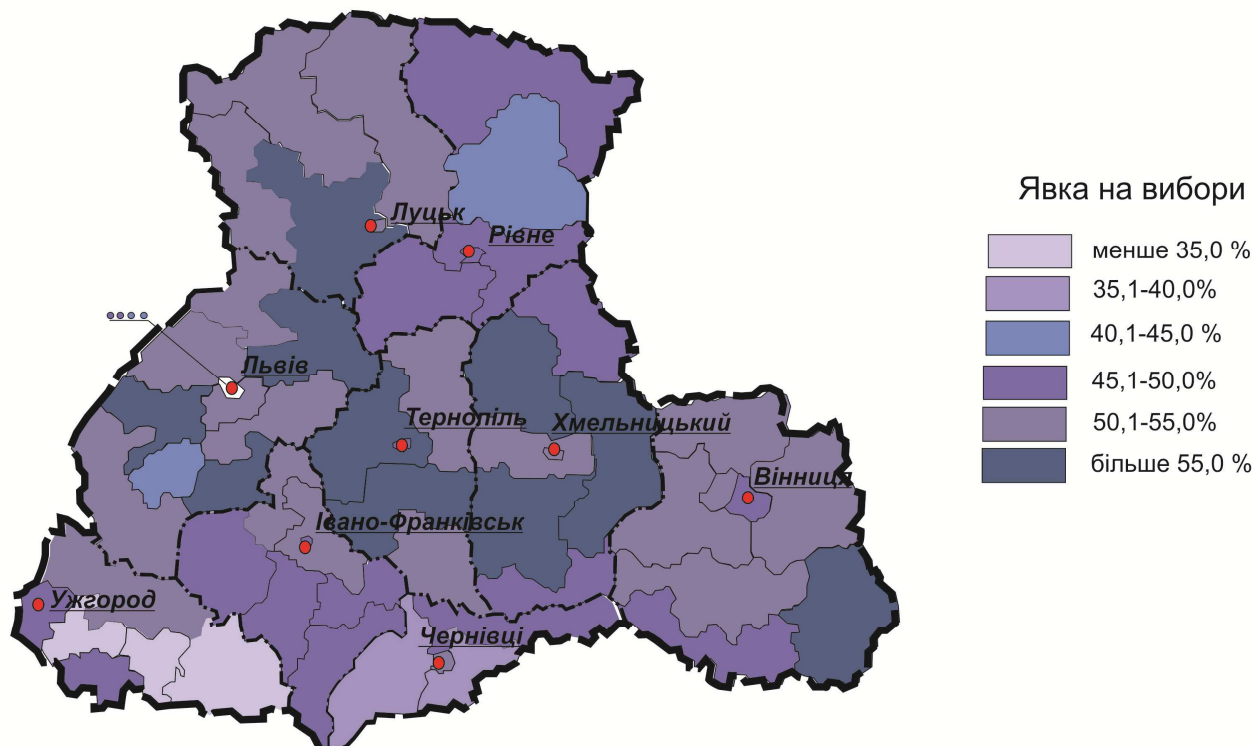 Явка на вибори
менше 35,0 %
35,1-40,0%
40,1-45,0 %
45,1-50,0%
50,1-55,0%
більше 55,0 %
Луцьк
Рівне
Львів
Тернопіль
Хмельницький
Вінниця
Івано-Франківськ
Ужгород
Чернівці